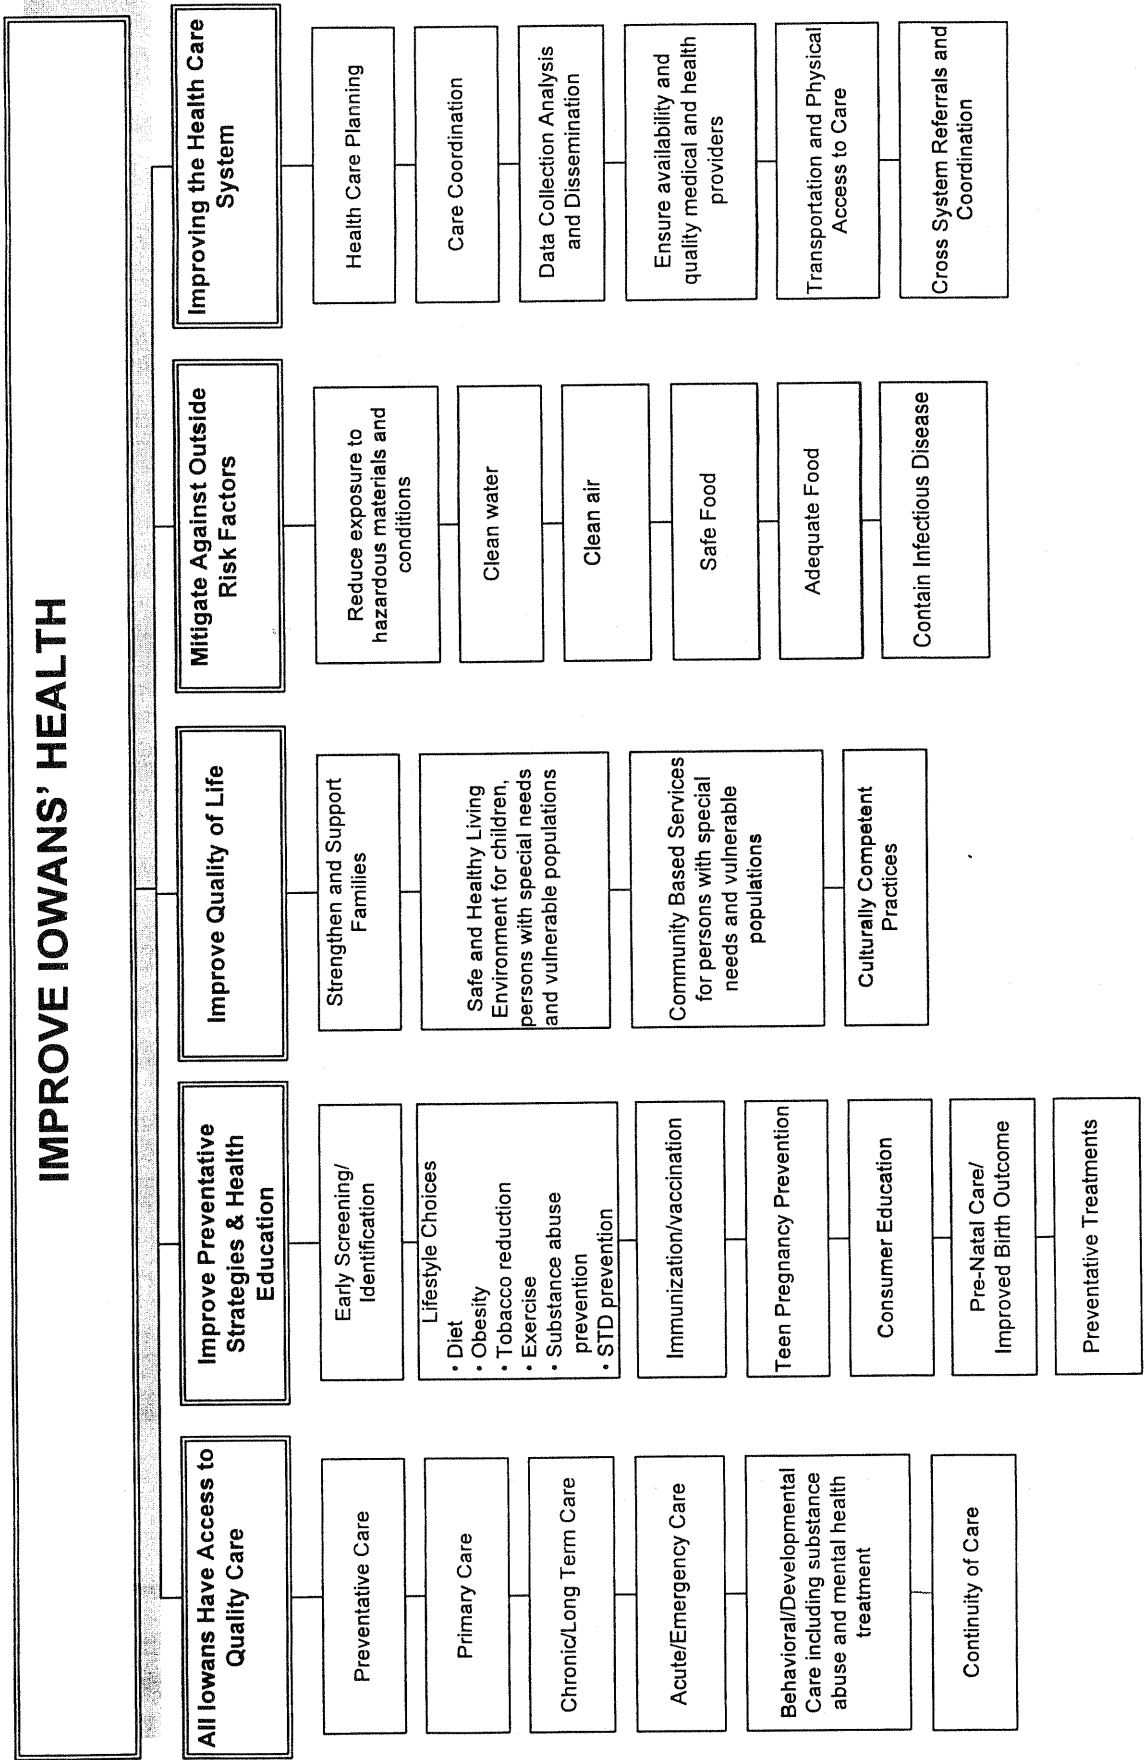 IMPROVE IOWANS' HEALTH
All Iowans Have Access to
Quality Care
Preventative Care
Primary Care
Chronic/Long Term Care
Acute/Emergency Care
Behavioral/Developmental
Care including substance
abuse and mental health
treatment
Continuity of Care
Improve Preventative
Strategies & Health
Education
Early Screening/
Identification
Lifestyle Choices
• Diet
• Obesity
• Tobacco reduction
• Exercise
• Substance abuse
prevention
• STD prevention
Immunization/vaccination
Teen Pregnancy Prevention
Consumer Education
Pre-Natal Care/
Improved Birth Outcome
Preventative Treatments
Improve Quality of Life
Strengthen and Support
Families
Safe and Healthy Living
Environment for children,
persons with special needs
and vulnerable populations
Community Based Services
for persons with special
needs and vulnerable
populations
Culturally Competent
Practices
Mitigate Against Outside
Risk Factors
Reduce exposure to
hazardous materials and
conditions
Clean water
Clean air
Safe Food
Adequate Food
Contain Infectious Disease
Improving the Health Care
System
Health Care Planning
Care Coordination
Data Collection Analysis
and Dissemination
Ensure availability and
quality medical and health
providers
Transportation and Physical
Access to Care
Cross System Referrals and
Coordination